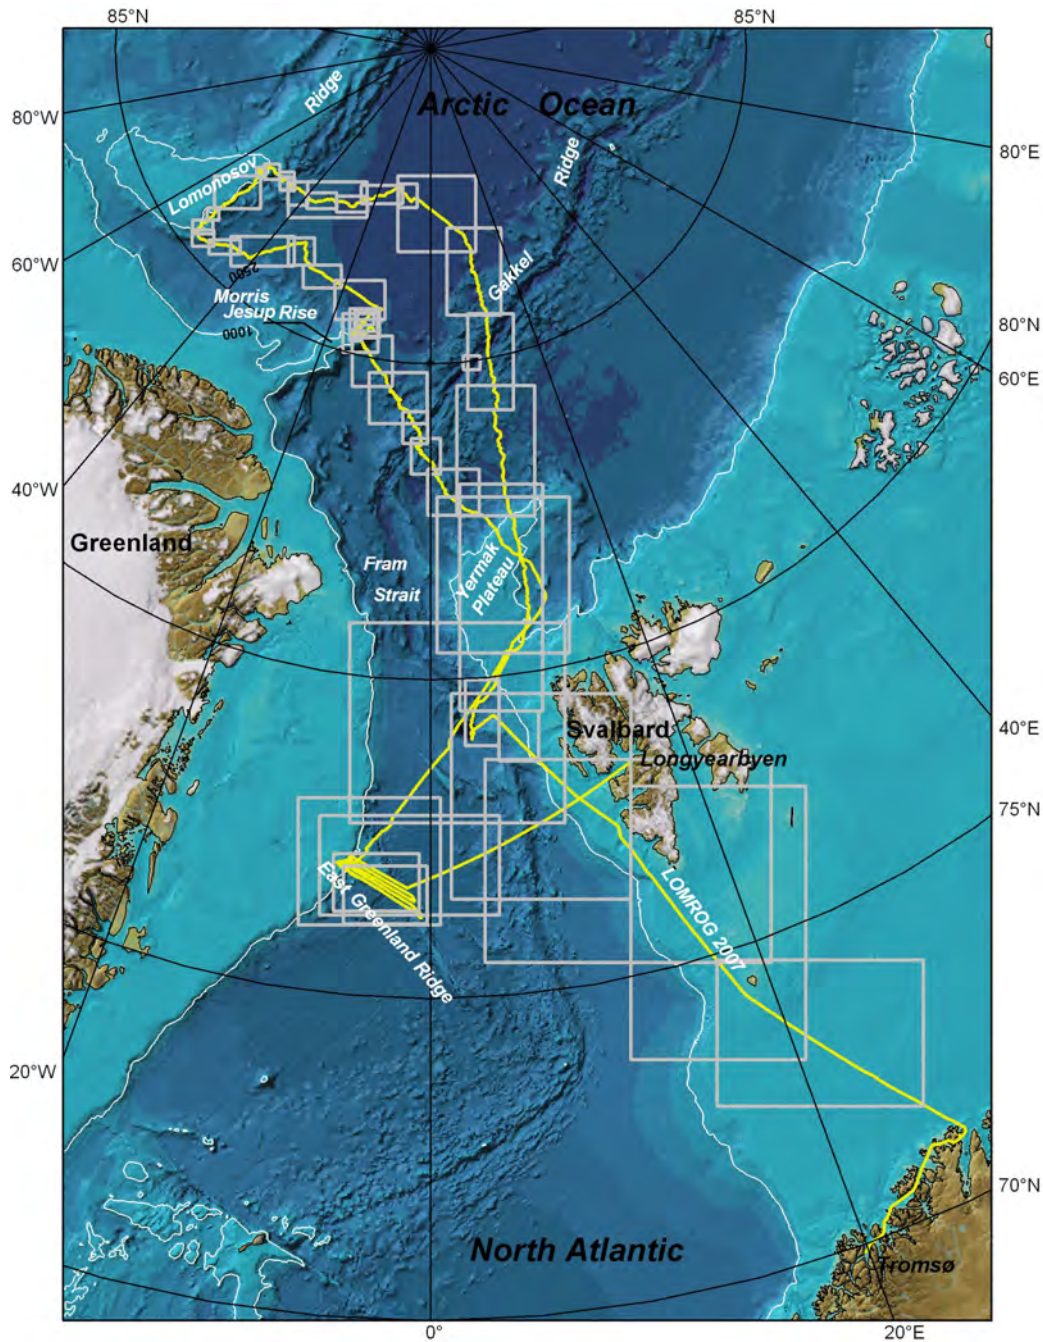 85°N
85°N
Arctic Ocean
Ridge
80°W
Ridge
80°E
Lomonosov
60°W
Gakkel
2500
Morris
Jesup Rise
1000
80°N
60°E
40°W
Greenland
Fram
Strait
Yermak
Plateau
Svalbard
40°E
Longyearbyen
75°N
East Greenland Ridge
LOMROG 2007
20°W
70°N
North Atlantic
Tromsø
0°
20°E